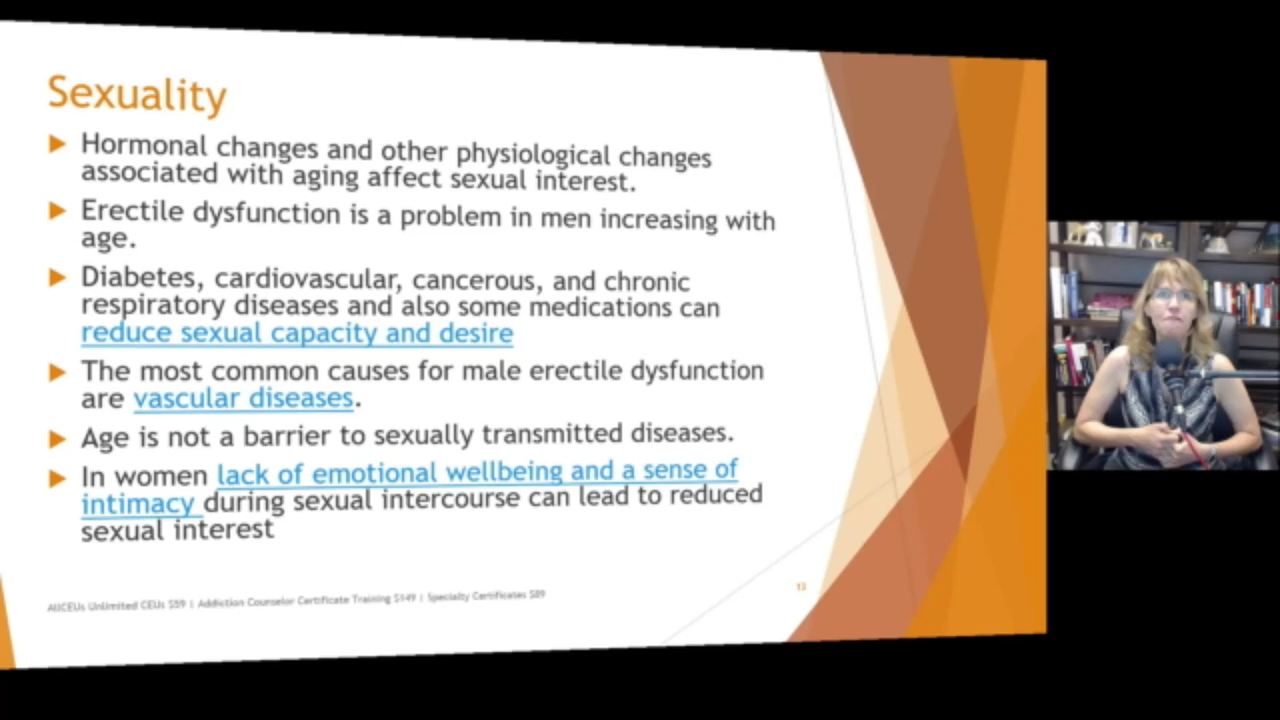 Sexuality
Hormonal changes and other physiological changes
associated with aging affect sexual interest.
Erectile dysfunction is a problem in men increasing with
age.
Diabetes, cardiovascular, cancerous, and chronic
respiratory diseases and also some medications can
reduce sexual capacity and desire
The most common causes for male erectile dysfunction
are vascular diseases.
Age is not a barrier to sexually transmitted diseases.
In women lack of emotional wellbeing and a sense of
intimacy during sexual intercourse can lead to reduced
sexual interest
AllCEUs Unlimited CEUs $59 | Addiction Counselor Certificate Training $149 | Specialty Certificates $89
13